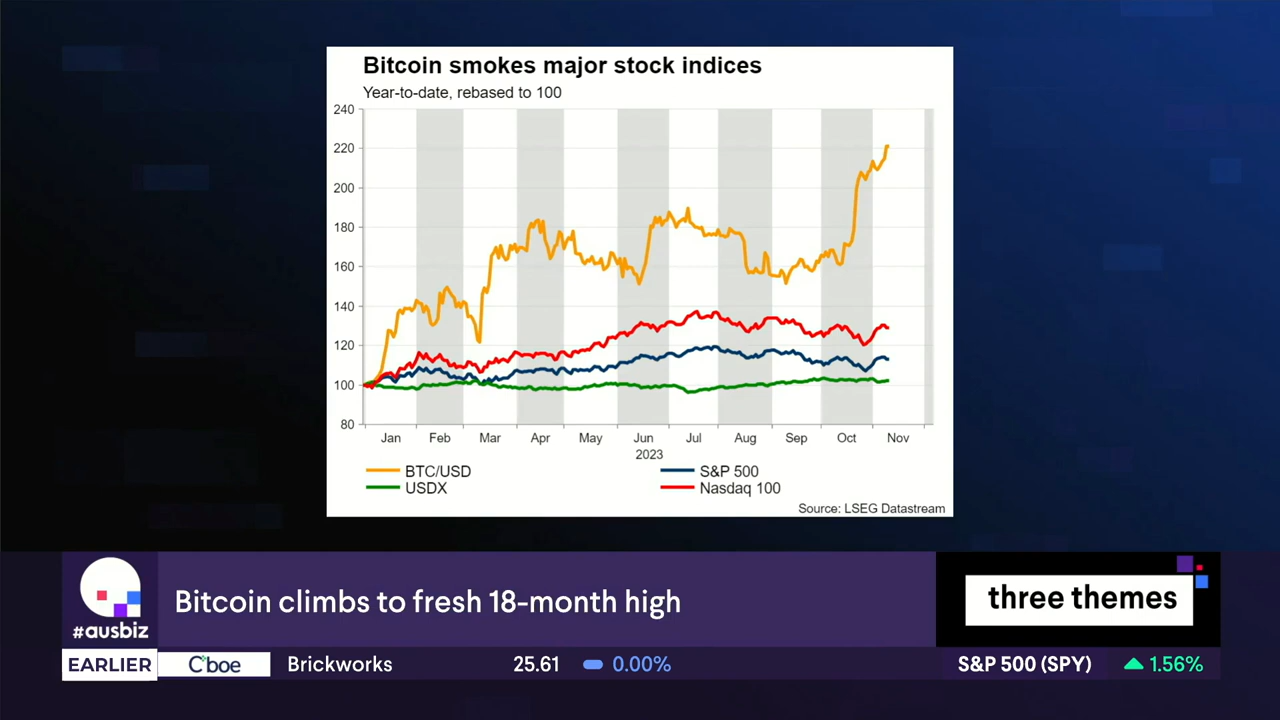 Bitcoin smokes major stock indices
Year-to-date, rebased to 100
240
220
200
180
160
140
120
100
80
Jan Feb Mar Apr May Jun Jul Aug Sep Oct Nov
2023
BTC/USD S&P 500
USDX Nasdaq 100
Source: LSEG Datastream
Bitcoin climbs to fresh 18-month high
three themes
#ausbiz
EARLIER Cboe Brickworks 25.61 0.00% S&P 500 (SPY) 1.56%